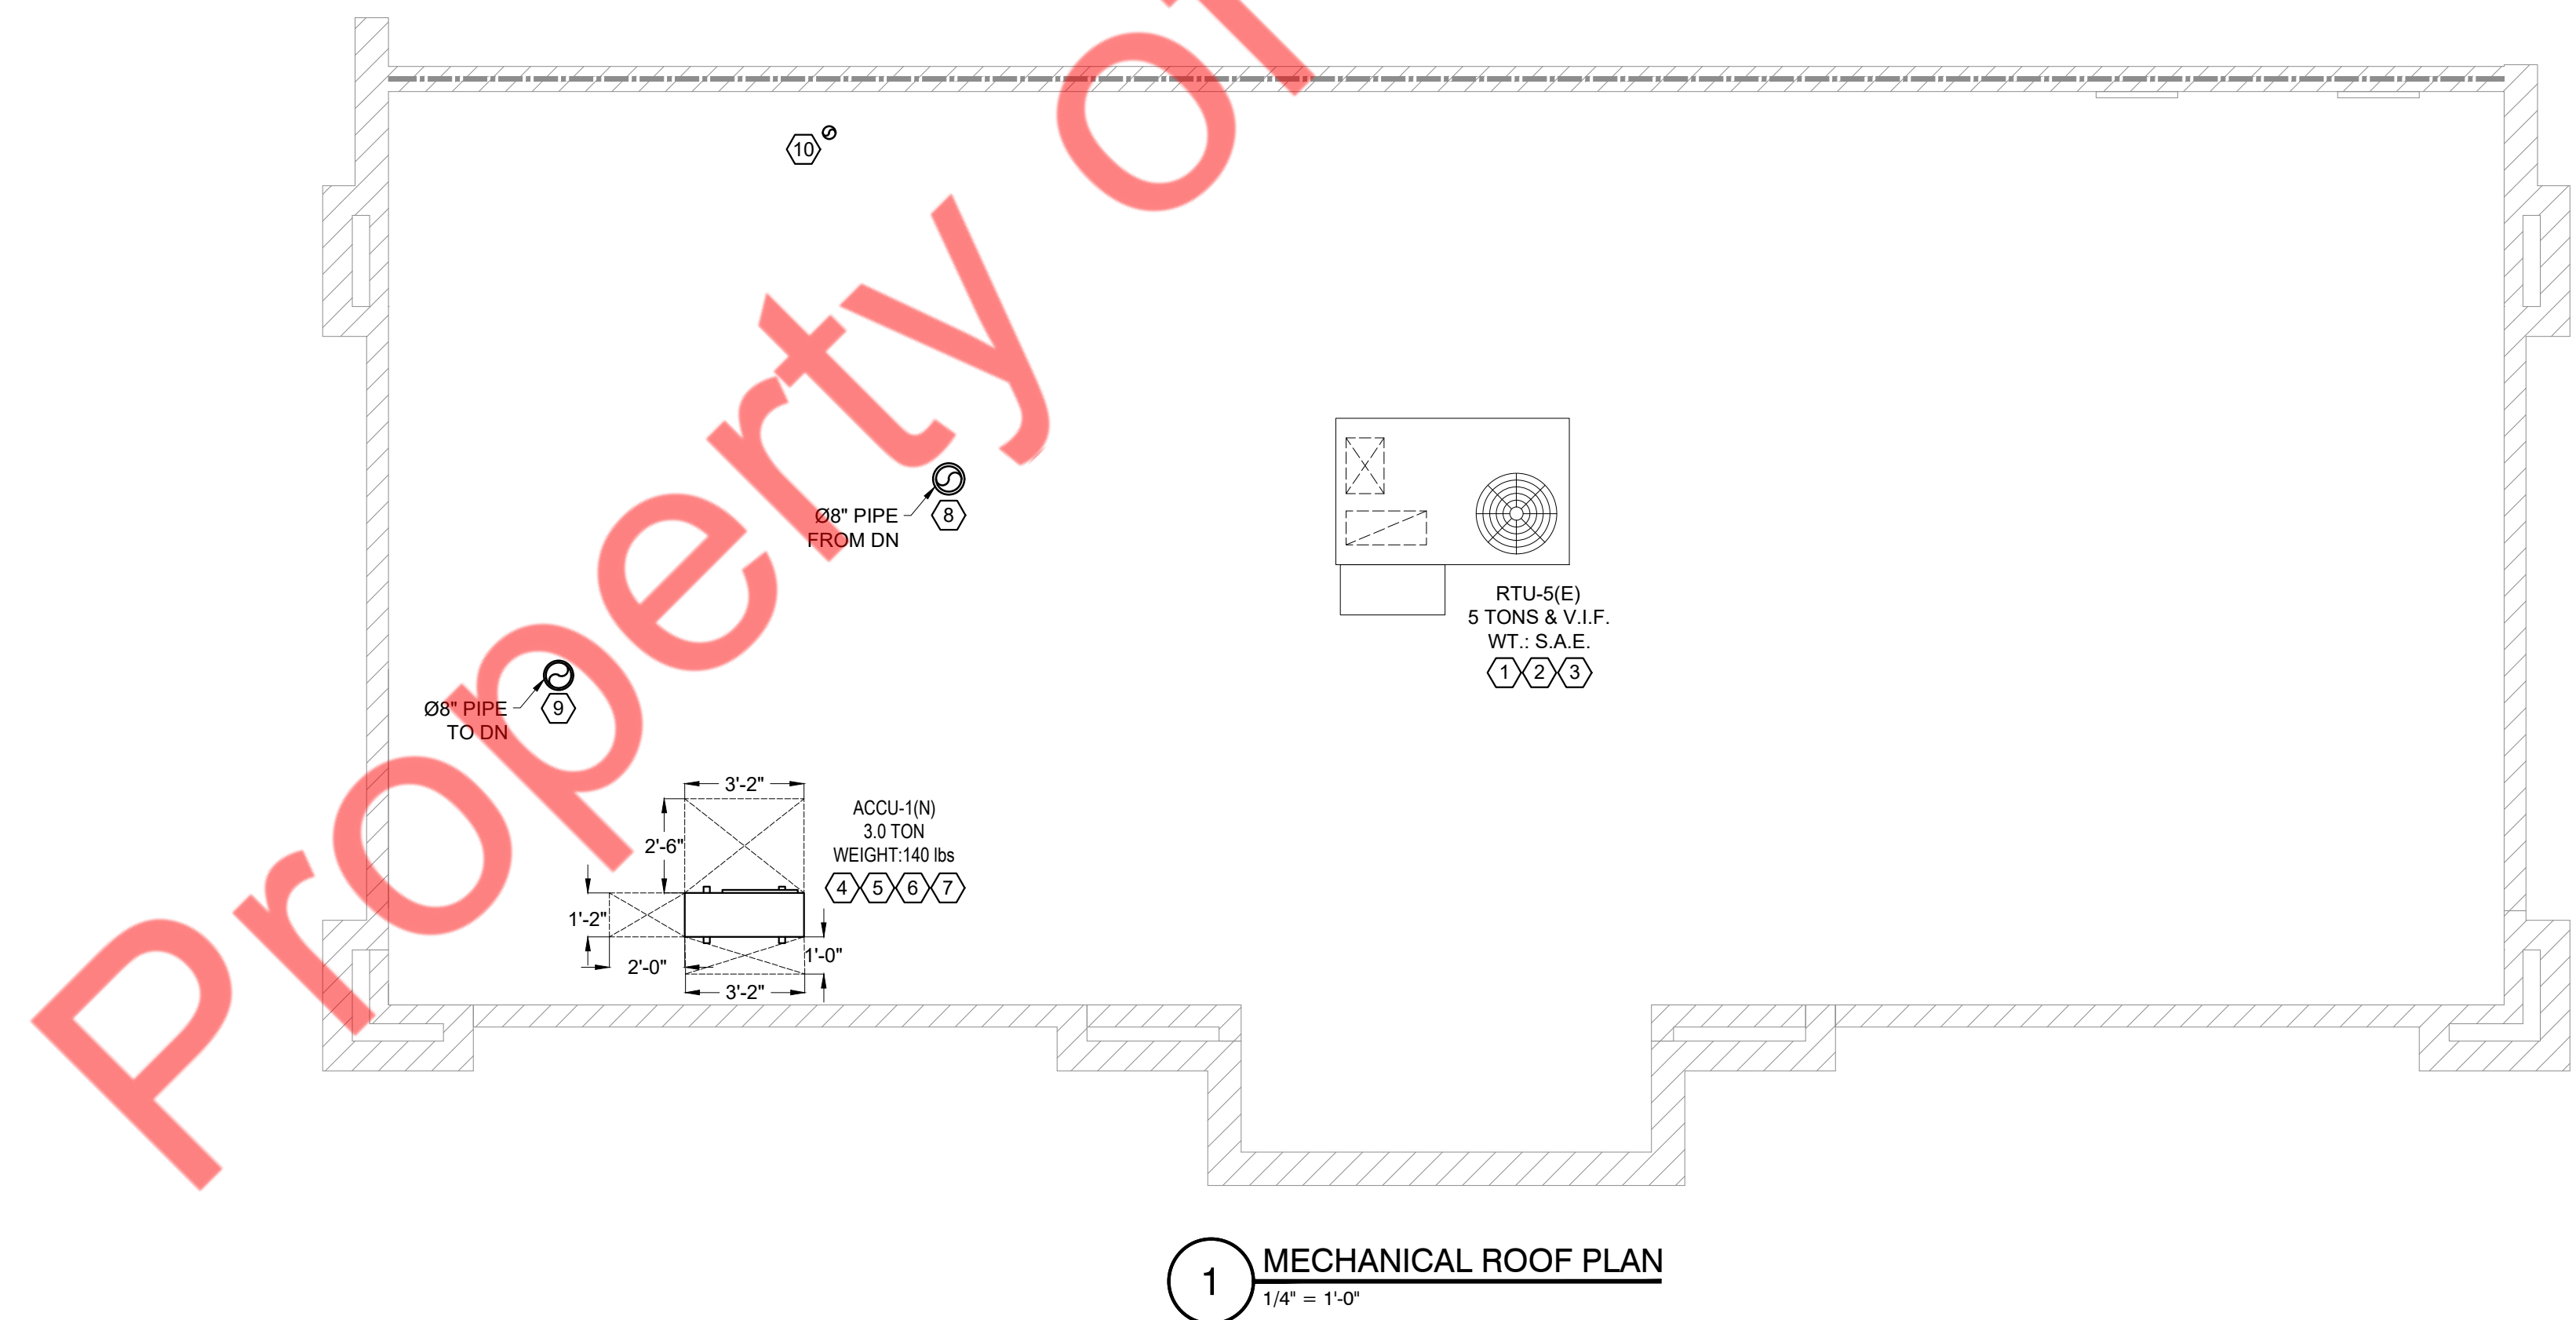 Property of
10
Ø8" PIPE
FROM DN
8
RTU-5(E)
5 TONS & V.I.F.
WT.: S.A.E.
1 2 3
Ø8" PIPE
TO DN
9
3'-2"
2'-6"
1'-2"
2'-0"
1'-0"
3'-2"
ACCU-1(N)
3.0 TON
WEIGHT:140 lbs
4 5 6 7
1
MECHANICAL ROOF PLAN
1/4" = 1'-0"